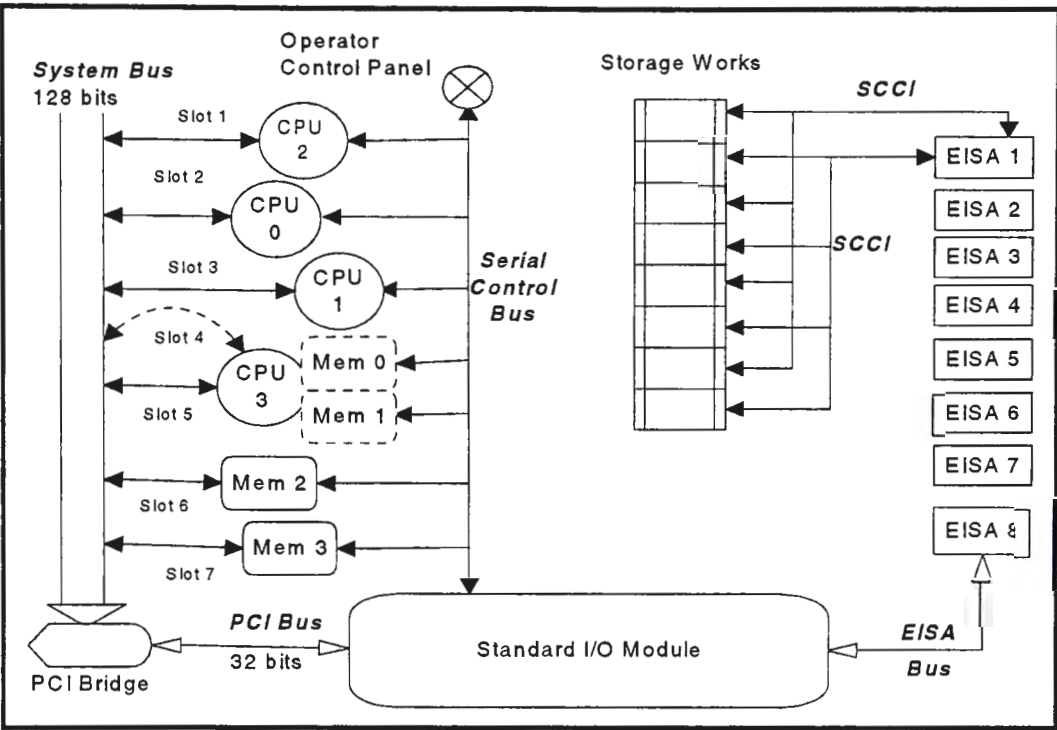 Operator
Control Panel
System Bus
128 bits
Storage Works
SCCI
Slot 1
CPU
2
EISA 1
Slot 2
CPU
0
EISA 2
SCCI
Slot 3
CPU
1
Serial
Control
Bus
EISA 3
EISA 4
Slot 4
CPU
3
Mem 0
EISA 5
Slot 5
Mem 1
EISA 6
Mem 2
EISA 7
Slot 6
Mem 3
EISA 8
Slot 7
PCI Bus
32 bits
Standard I/O Module
EISA
Bus
PCI Bridge